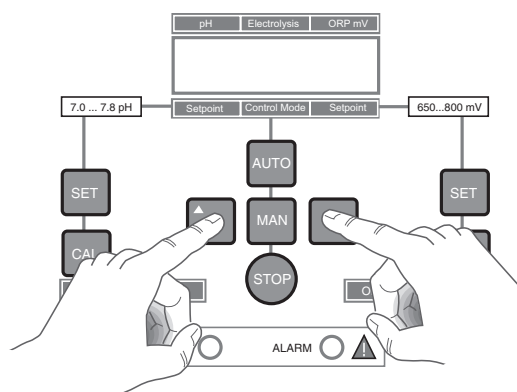 pH Electrolysis ORP mV
7.0 ... 7.8 pH Setpoint Control Mode Setpoint 650...800 mV
AUTO
SET MAN SET
CAL
STOP
ALARM